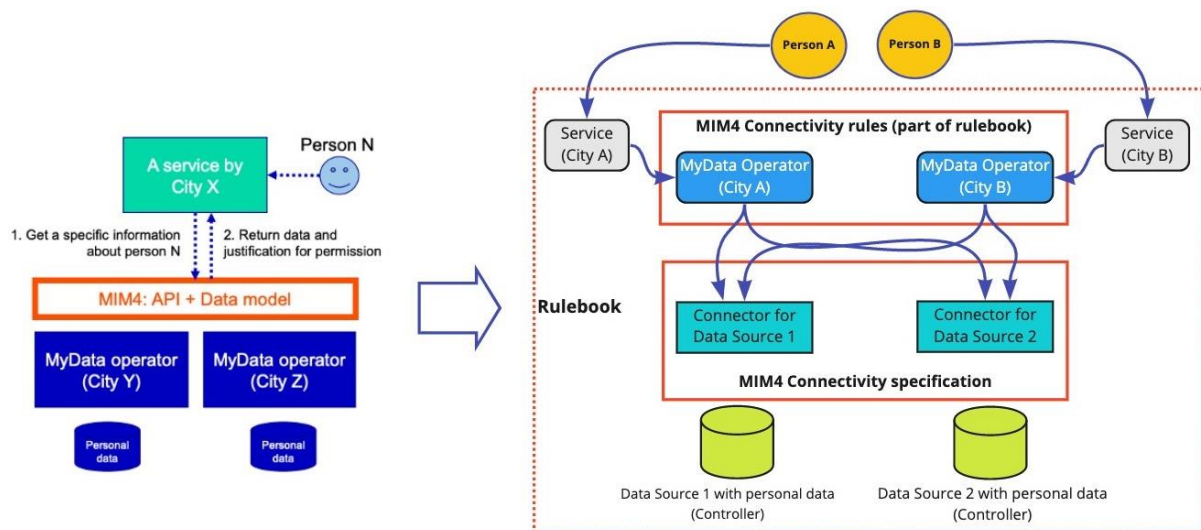 Person N
A service by
City X
1. Get a specific information
about person N
2. Return data and
justification for permission
MIM4: API + Data model
MyData operator
(City Y)
MyData operator
(City Z)
Personal
data
Personal
data
Person A
Person B
Service
(City A)
MIM4 Connectivity rules (part of rulebook)
Service
(City B)
MyData Operator
(City A)
MyData Operator
(City B)
Rulebook
Connector for
Data Source 1
Connector for
Data Source 2
MIM4 Connectivity specification
Data Source 1 with personal data
(Controller)
Data Source 2 with personal data
(Controller)